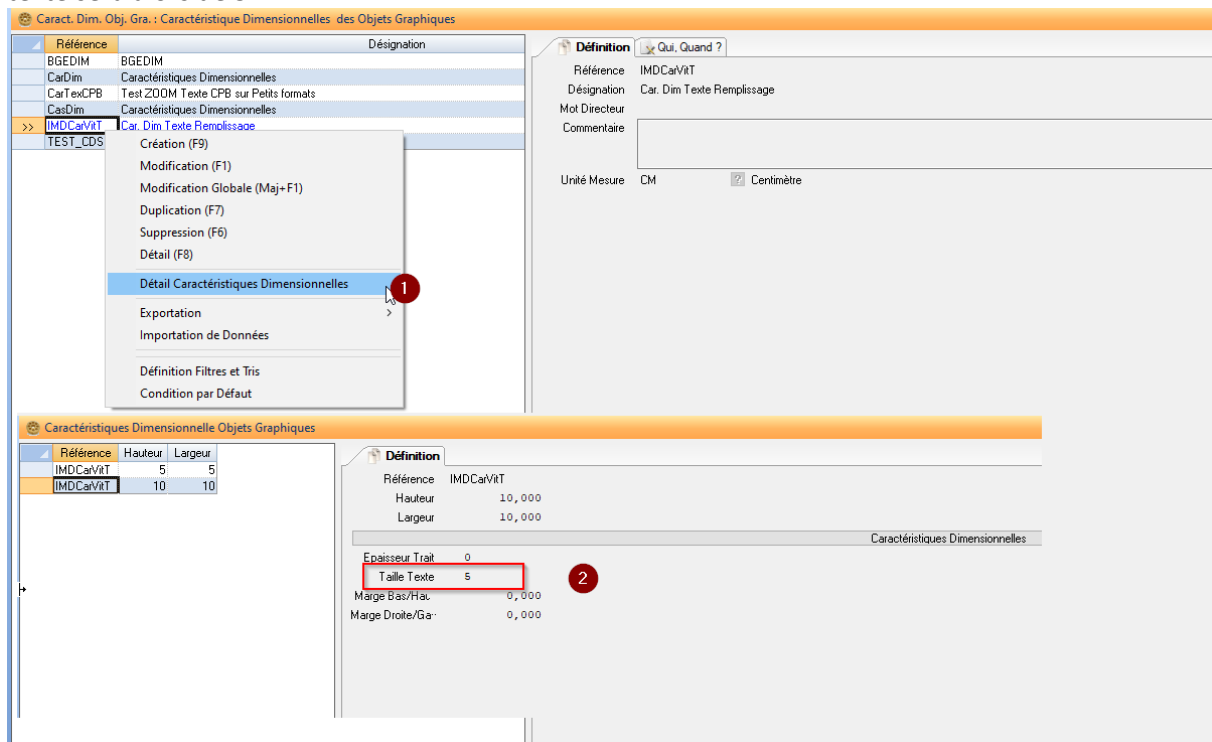 Caract. Dim. Obj. Gra. : Caractéristique Dimensionnelles des Objets Graphiques
Référence Désignation
BGEDIM BGEDIM
CarDim Caractéristiques Dimensionnelles
CarTexCPB Test ZOOM Texte CPB sur Petits formats
CasDim Caractéristiques Dimensionnelles
>> IMDCarVitT Car. Dim Texte Remplissage
TEST_CDS
Création (F9)
Modification (F1)
Modification Globale (Maj+F1)
Duplication (F7)
Suppression (F6)
Détail (F8)
Détail Caractéristiques Dimensionnelles
1
Exportation >
Importation de Données
Définition Filtres et Tris
Condition par Défaut
Définition Qui, Quand ?
Référence IMDCarVitT
Désignation Car. Dim Texte Remplissage
Mot Directeur
Commentaire
Unité Mesure CM ? Centimètre
Caractéristiques Dimensionnelle Objets Graphiques
Référence Hauteur Largeur
IMDCarVitT 5 5
IMDCarVitT 10 10
Définition
Référence IMDCarVitT
Hauteur 10,000
Largeur 10,000
Caractéristiques Dimensionnelles
Epaisseur Trait 0
Taille Texte 5
2
Marge Bas/Hau 0,000
Marge Droite/Ga·· 0,000